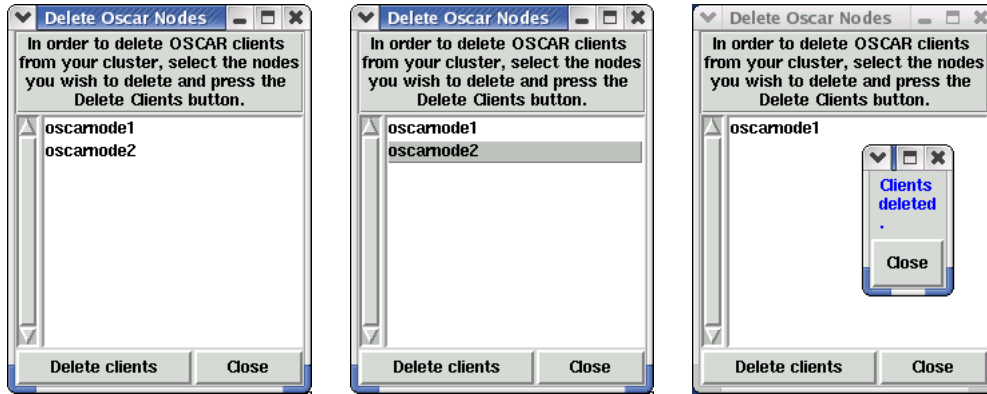 Delete Oscar Nodes
In order to delete OSCAR clients
from your cluster, select the nodes
you wish to delete and press the
Delete Clients button.
oscarnode1
oscarnode2
Delete clients
Close
Delete Oscar Nodes
In order to delete OSCAR clients
from your cluster, select the nodes
you wish to delete and press the
Delete Clients button.
oscarnode1
oscarnode2
Delete clients
Close
Delete Oscar Nodes
In order to delete OSCAR clients
from your cluster, select the nodes
you wish to delete and press the
Delete Clients button.
oscarnode1
Clients
deleted
.
Close
Delete clients
Close